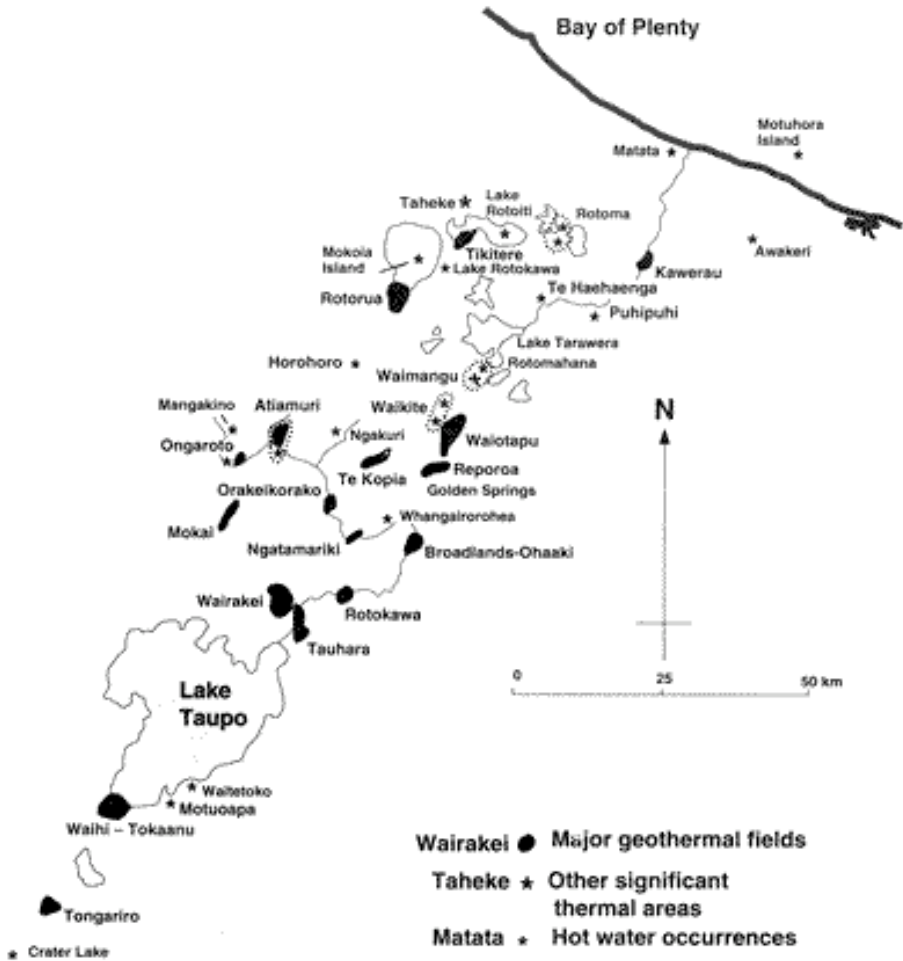 Bay of Plenty
Motuhora
Island
Matata
Taheke
Lake
Rotoiti
Rotoma
Mokoia
Island
Tikitere
Lake Rotokawa
Awakeri
Kawerau
Rotorua
Te Haehaenga
Puhipuhi
Lake Tarawera
Rotomahana
Horohoro
Waimangu
N
Mangakino
Atiamuri
Waikite
Ongaroto
Ngakuri
Waiotapu
Te Kopia
Reporoa
Golden Springs
Orakeikorako
Mokai
Whangairorohea
Ngatamariki
Broadlands-Ohaaki
Wairakei
Rotokawa
Tauhara
0
25
50 km
Lake
Taupo
Waitetoko
Motuoapa
Waihi – Tokaanu
Wairakei Major geothermal fields
Taheke Other significant
thermal areas
Matata Hot water occurrences
Tongariro
Crater Lake